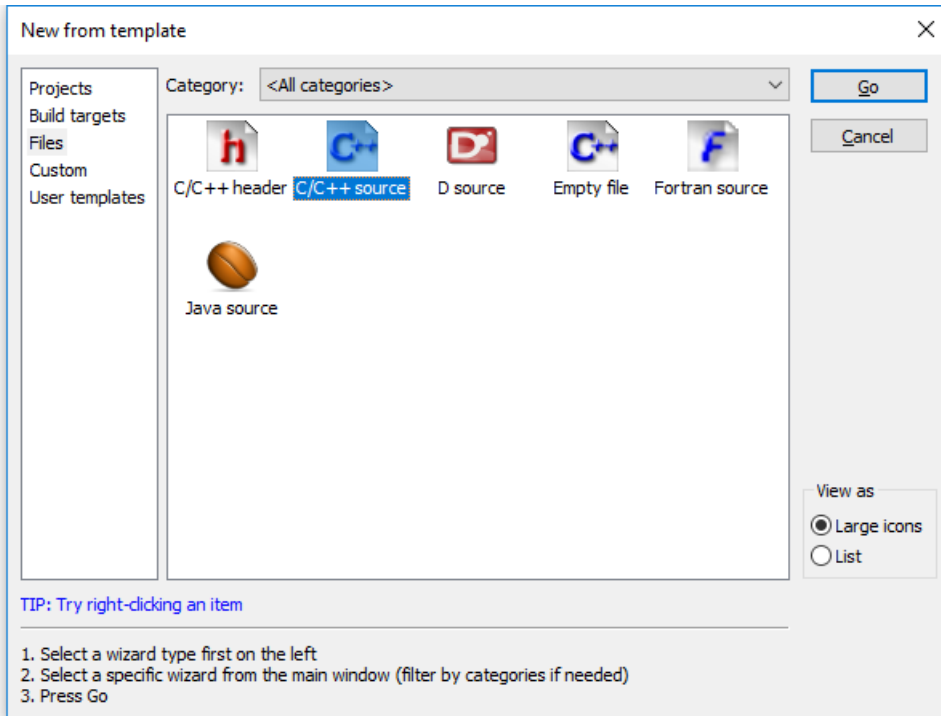 New from template
Projects
Build targets
Files
Custom
User templates
Category: <All categories>
Go
Cancel
h
C++
D
C++
F
C/C++ header C/C++ source D source Empty file Fortran source
Java source
View as
Large icons
List
TIP: Try right-clicking an item
1. Select a wizard type first on the left
2. Select a specific wizard from the main window (filter by categories if needed)
3. Press Go